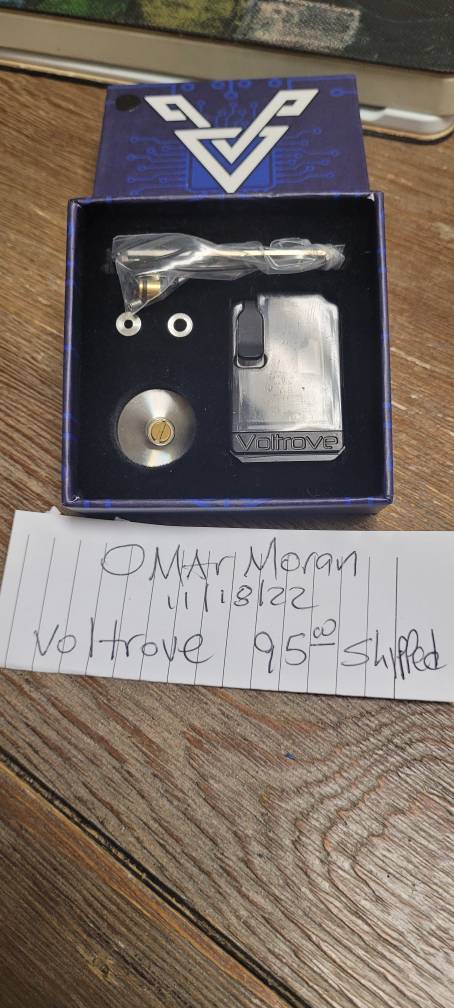 Voltrove
OMAr Moran
11/18/22
Voltrove 95.00 Shipped